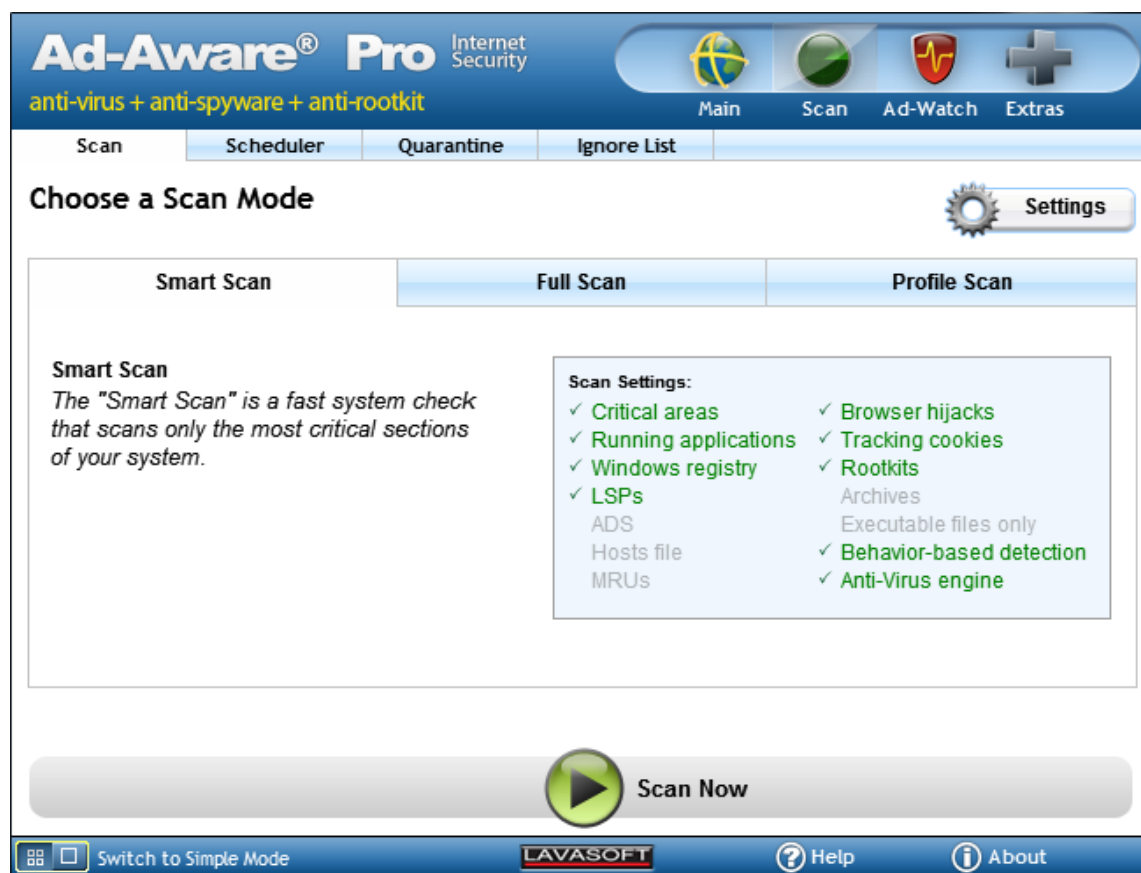 Ad-Aware® Pro Internet Security
anti-virus + anti-spyware + anti-rootkit
Main Scan Ad-Watch Extras
Scan Scheduler Quarantine Ignore List
Choose a Scan Mode
Settings
Smart Scan Full Scan Profile Scan
Smart Scan
The "Smart Scan" is a fast system check
that scans only the most critical sections
of your system.
Scan Settings:
✓ Critical areas ✓ Browser hijacks
✓ Running applications ✓ Tracking cookies
✓ Windows registry ✓ Rootkits
✓ LSPs Archives
ADS Executable files only
Hosts file ✓ Behavior-based detection
MRUs ✓ Anti-Virus engine
Scan Now
Switch to Simple Mode LAVASOFT Help About